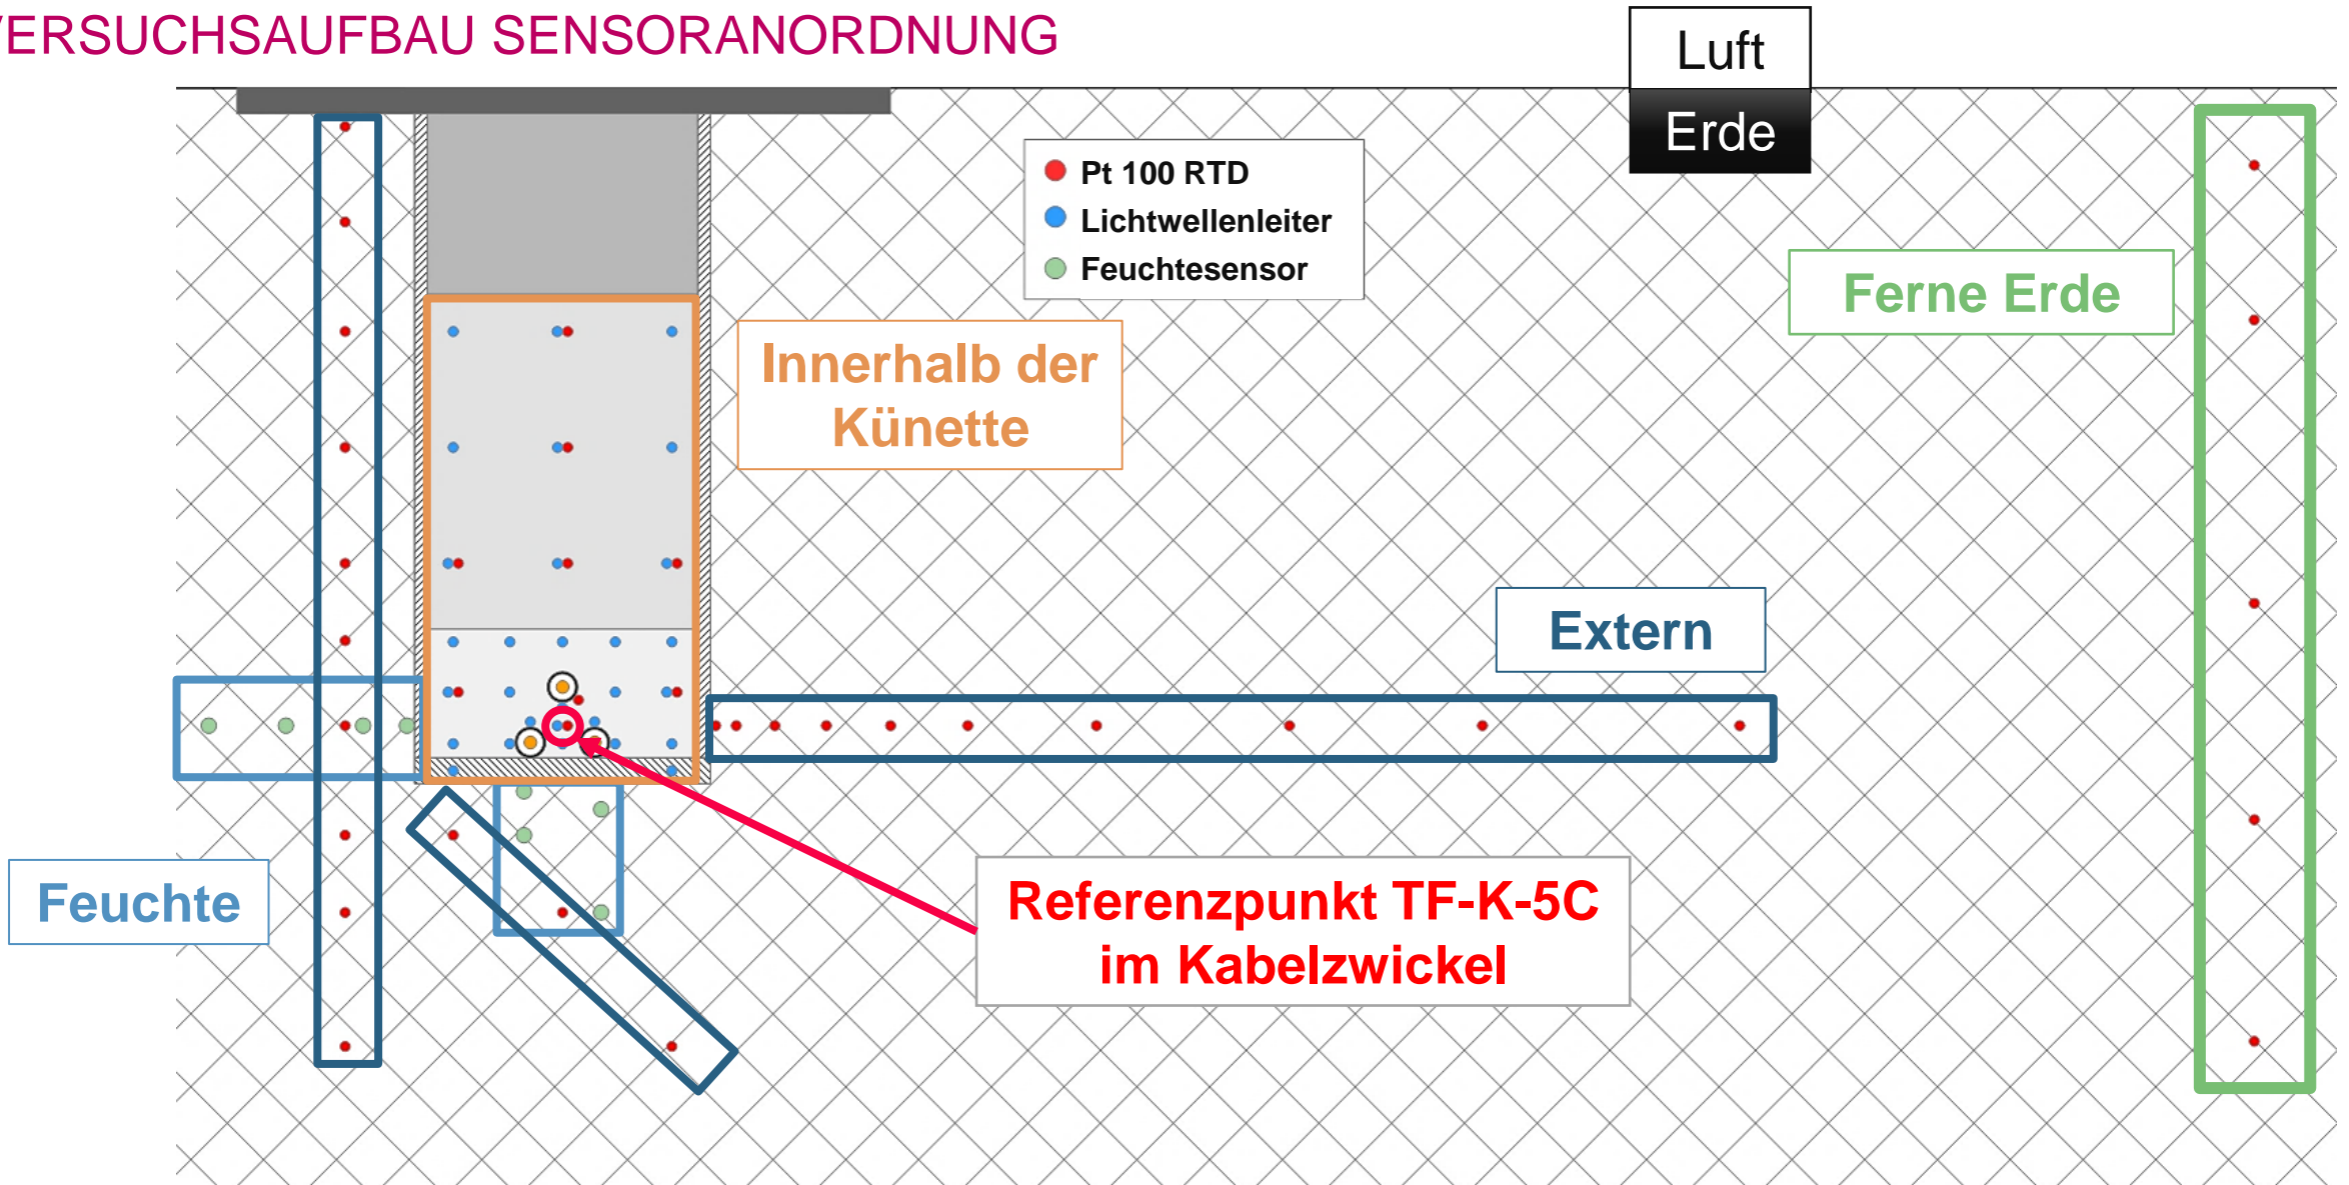 VERSUCHSAUFBAU SENSORANORDNUNG
Luft
Erde
Pt 100 RTD
Lichtwellenleiter
Feuchtesensor
Ferne Erde
Innerhalb der
Künette
Extern
Feuchte
Referenzpunkt TF-K-5C
im Kabelzwickel